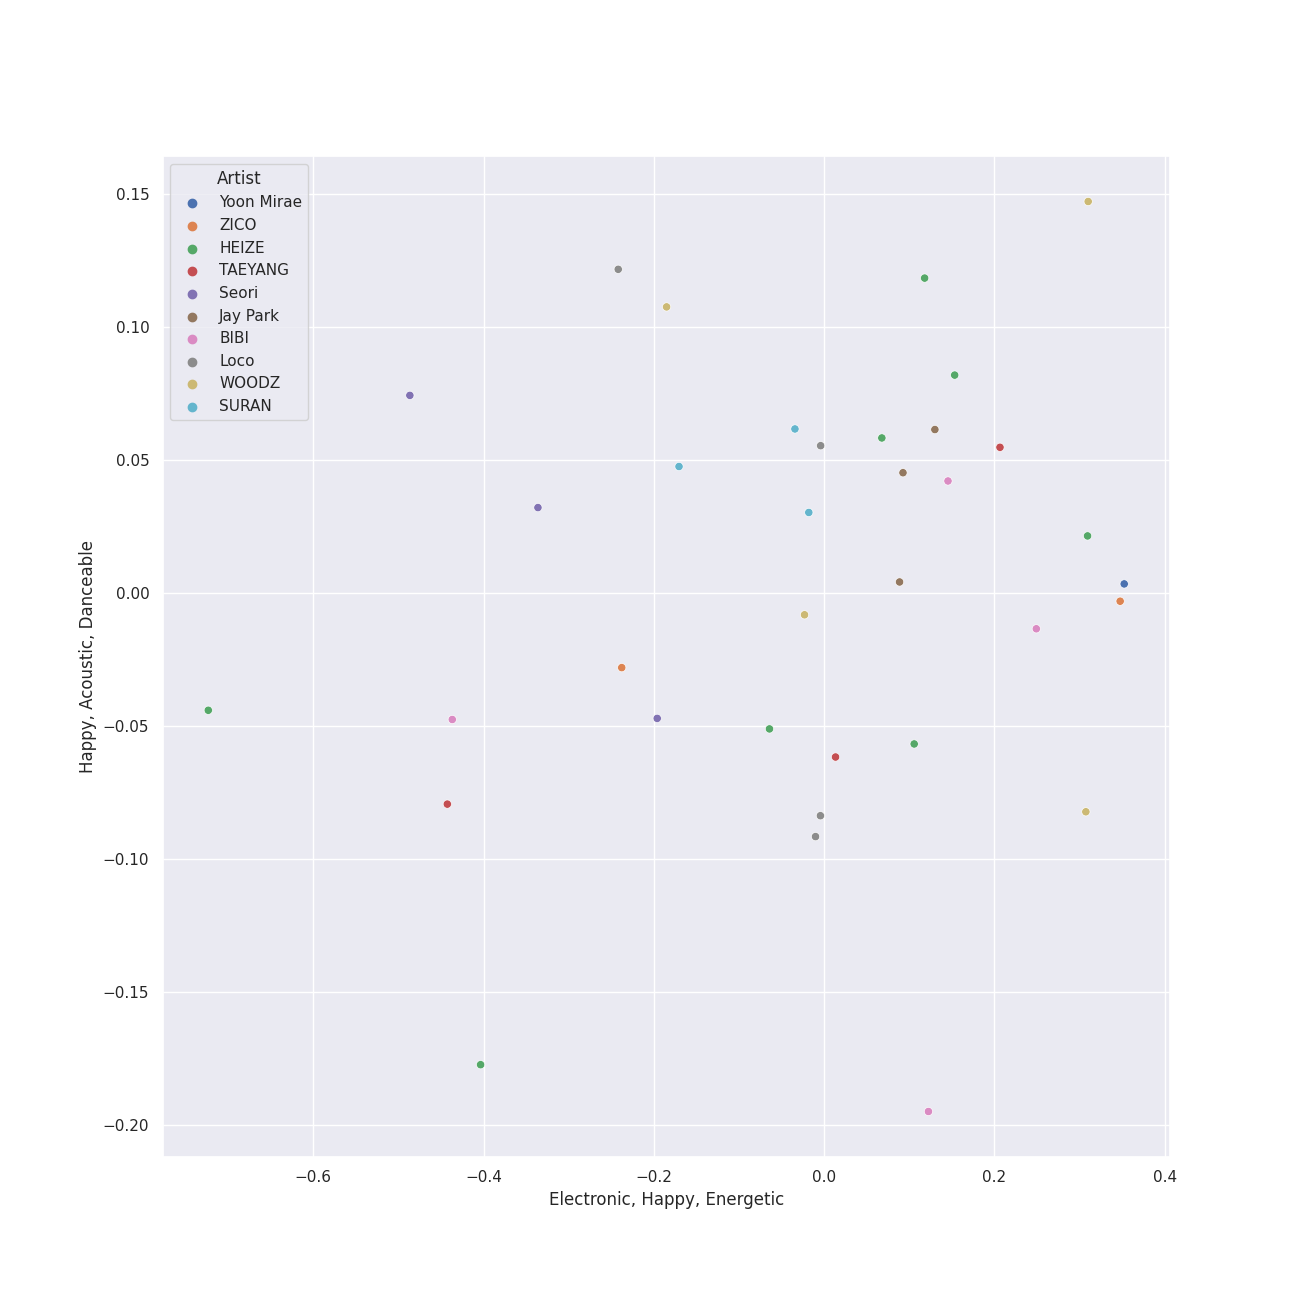 Artist
Yoon Mirae
ZICO
HEIZE
TAEYANG
Seori
Jay Park
BIBI
Loco
WOODZ
SURAN
0.15
0.10
0.05
0.00
−0.05
−0.10
−0.15
−0.20
Happy, Acoustic, Danceable
−0.6 −0.4 −0.2 0.0 0.2 0.4
Electronic, Happy, Energetic